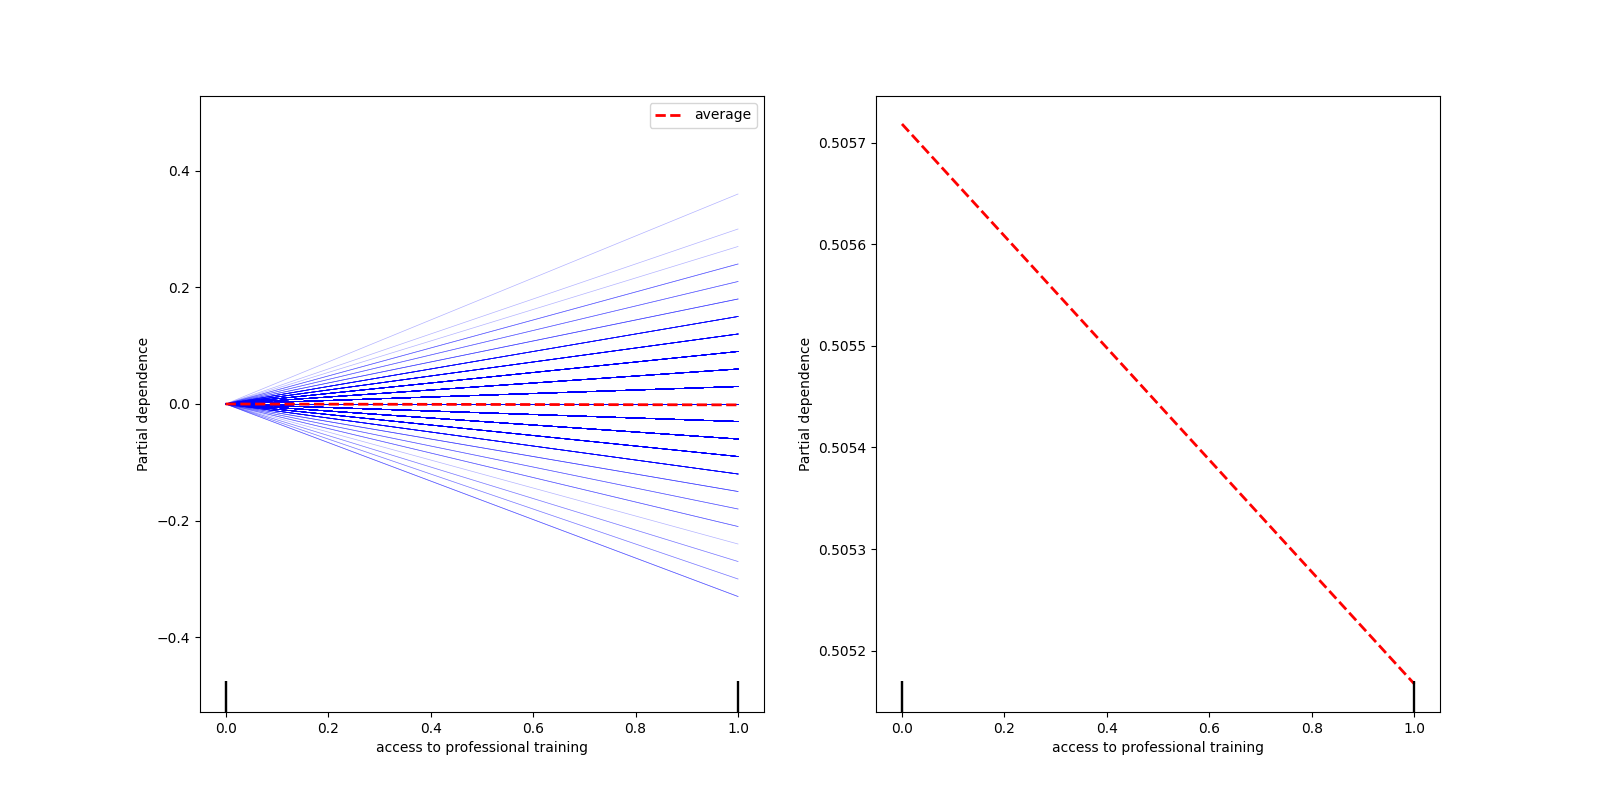 average
0.4
0.2
0.0
−0.2
−0.4
Partial dependence
0.0 0.2 0.4 0.6 0.8 1.0
access to professional training
0.5057
0.5056
0.5055
0.5054
0.5053
0.5052
Partial dependence
0.0 0.2 0.4 0.6 0.8 1.0
access to professional training